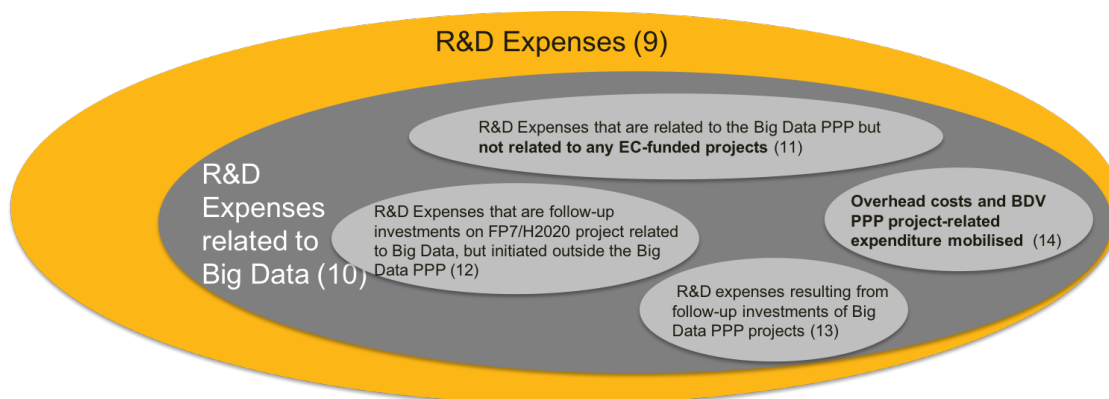 R&D Expenses (9)
R&D Expenses that are related to the Big Data PPP but
not related to any EC-funded projects (11)
R&D
Expenses
related to
Big Data (10)
R&D Expenses that are follow-up
investments on FP7/H2020 project related
to Big Data, but initiated outside the Big
Data PPP (12)
Overhead costs and BDV
PPP project-related
expenditure mobilised (14)
R&D expenses resulting from
follow-up investments of Big
Data PPP projects (13)